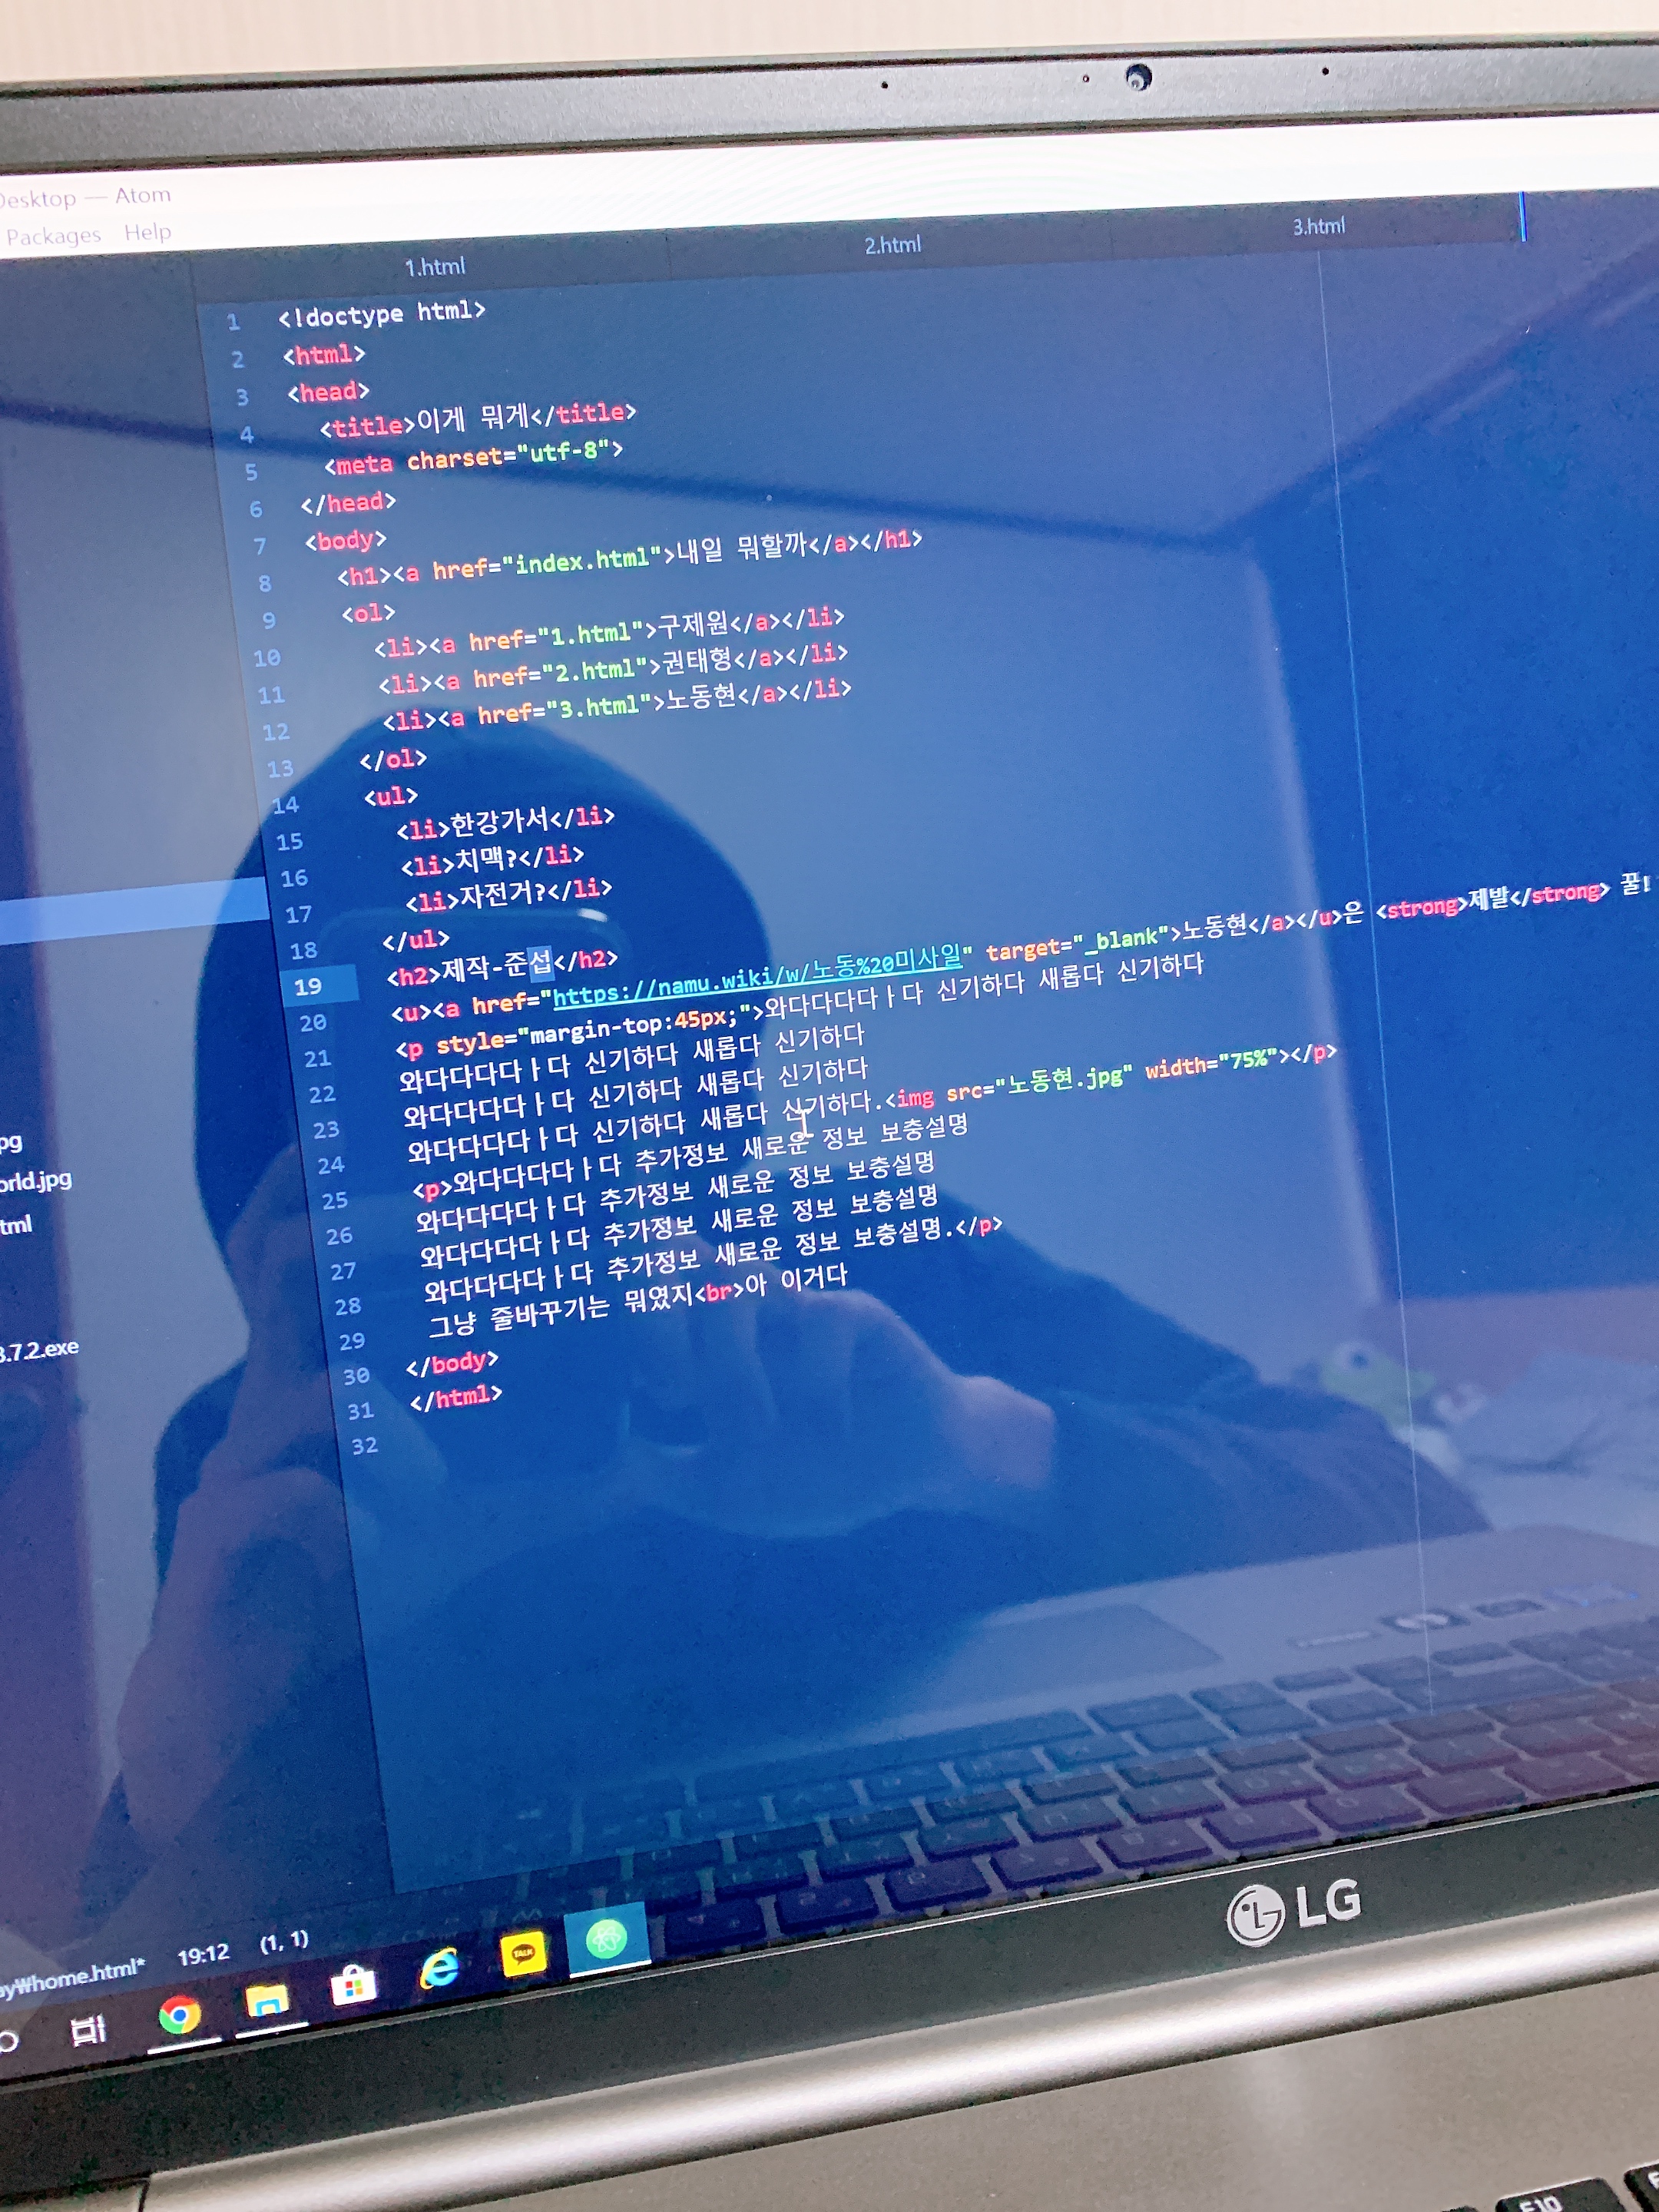 Desktop — Atom
Packages Help
1.html 2.html 3.html
1 <!doctype html>
2 <html>
3 <head>
4 <title>이게 뭐게</title>
5 <meta charset="utf-8">
6 </head>
7 <body>
8 <h1><a href="index.html">내일 뭐할까</a></h1>
9 <ol>
10 <li><a href="1.html">구제원</a></li>
11 <li><a href="2.html">권태형</a></li>
12 <li><a href="3.html">노동현</a></li>
13 </ol>
14 <ul>
15 <li>한강가서</li>
16 <li>치맥?</li>
17 <li>자전거?</li>
18 </ul>
19 <h2>제작-준섭</h2>
20 <u><a href="https://namu.wiki/w/노동%20미사일" target="_blank">노동현</a></u>은 <strong>제발</strong> 꿀!
21 <p style="margin-top:45px;">와다다다다ㅏ다 신기하다 새롭다 신기하다
22 와다다다다ㅏ다 신기하다 새롭다 신기하다
23 와다다다다ㅏ다 신기하다 새롭다 신기하다
24 와다다다다ㅏ다 신기하다 새롭다 신기하다.<img src="노동현.jpg" width="75%"></p>
25 <p>와다다다다ㅏ다 추가정보 새로운 정보 보충설명
26 와다다다다ㅏ다 추가정보 새로운 정보 보충설명
27 와다다다다ㅏ다 추가정보 새로운 정보 보충설명
28 와다다다다ㅏ다 추가정보 새로운 정보 보충설명.</p>
29 그냥 줄바꾸기는 뭐였지<br>아 이거다
30 </body>
31 </html>
32
pg
orld.jpg
tml
3.7.2.exe
ay₩home.html* 19:12 (1, 1)
TALK
LG
F10